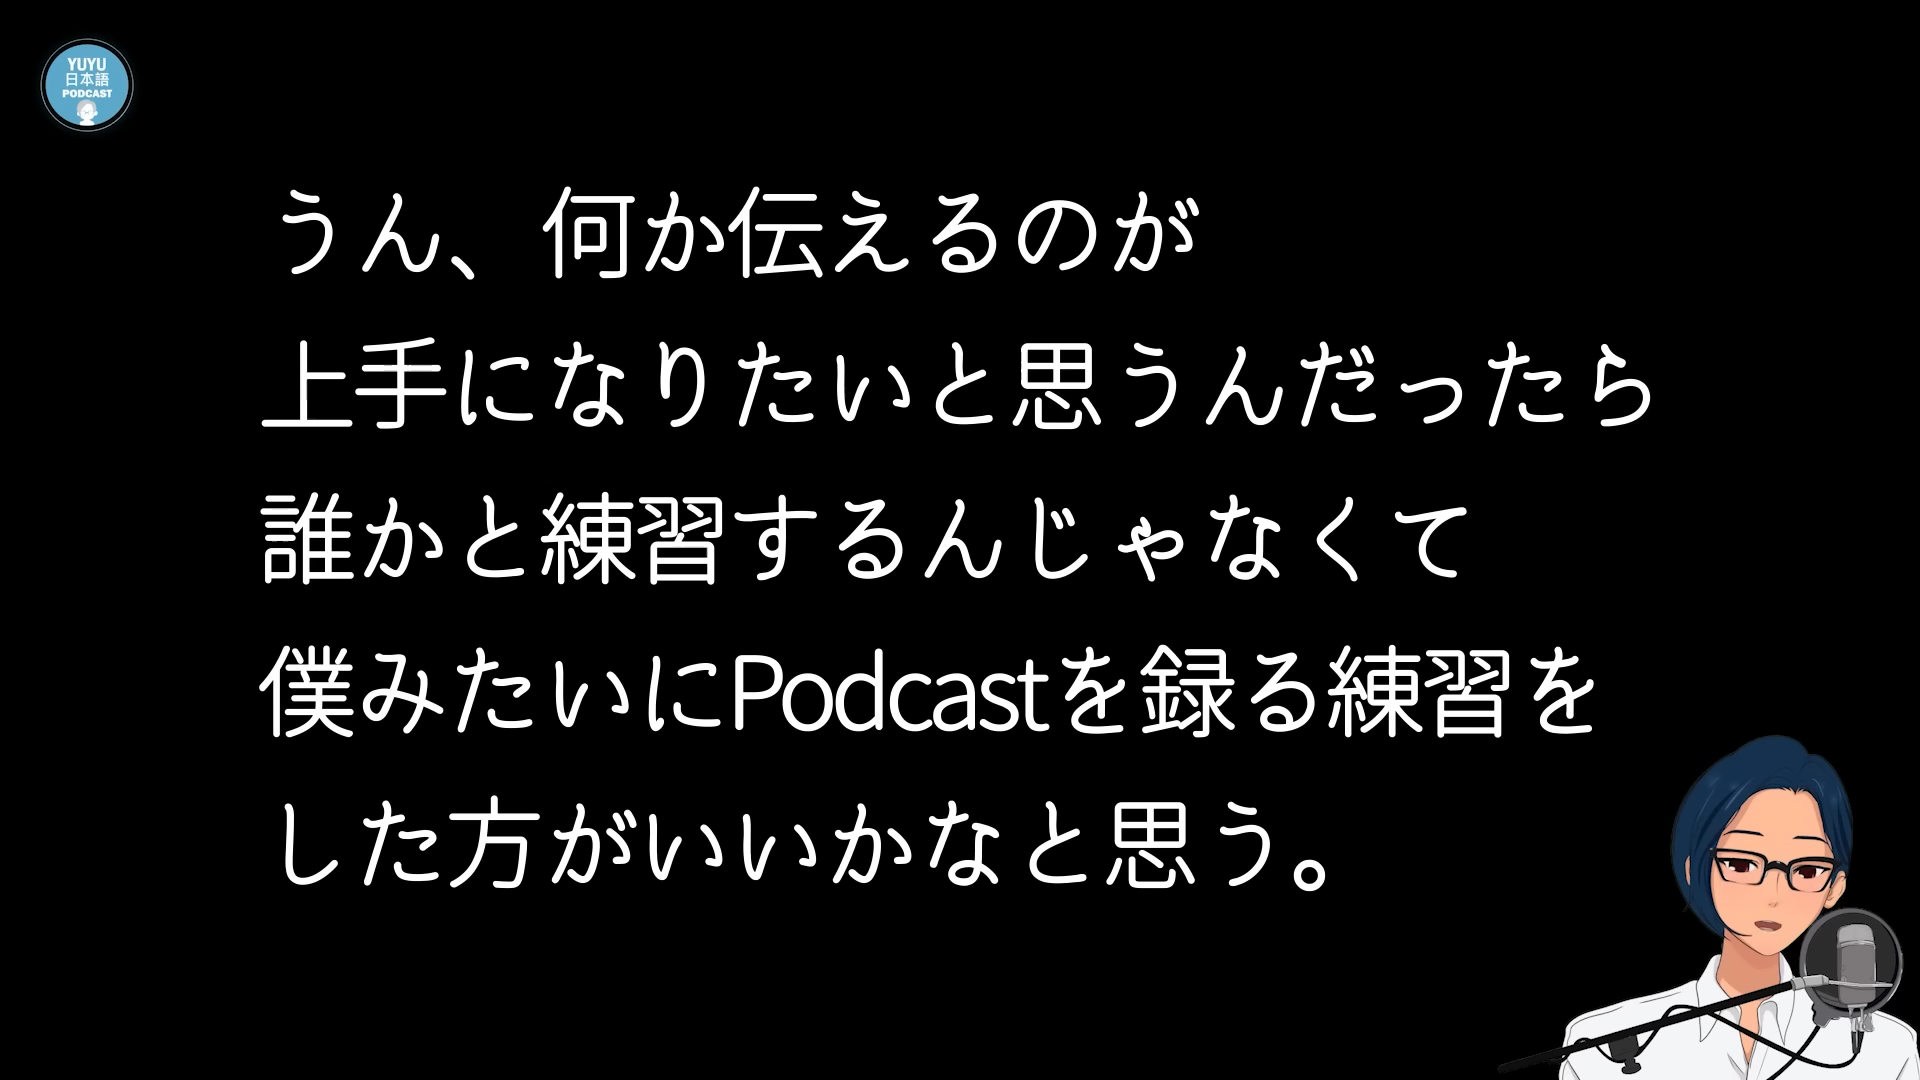 YUYU
日本語
PODCAST
うん、何か伝えるのが
上手になりたいと思うんだったら
誰かと練習するんじゃなくて
僕みたいにPodcastを録る練習を
した方がいいかなと思う。